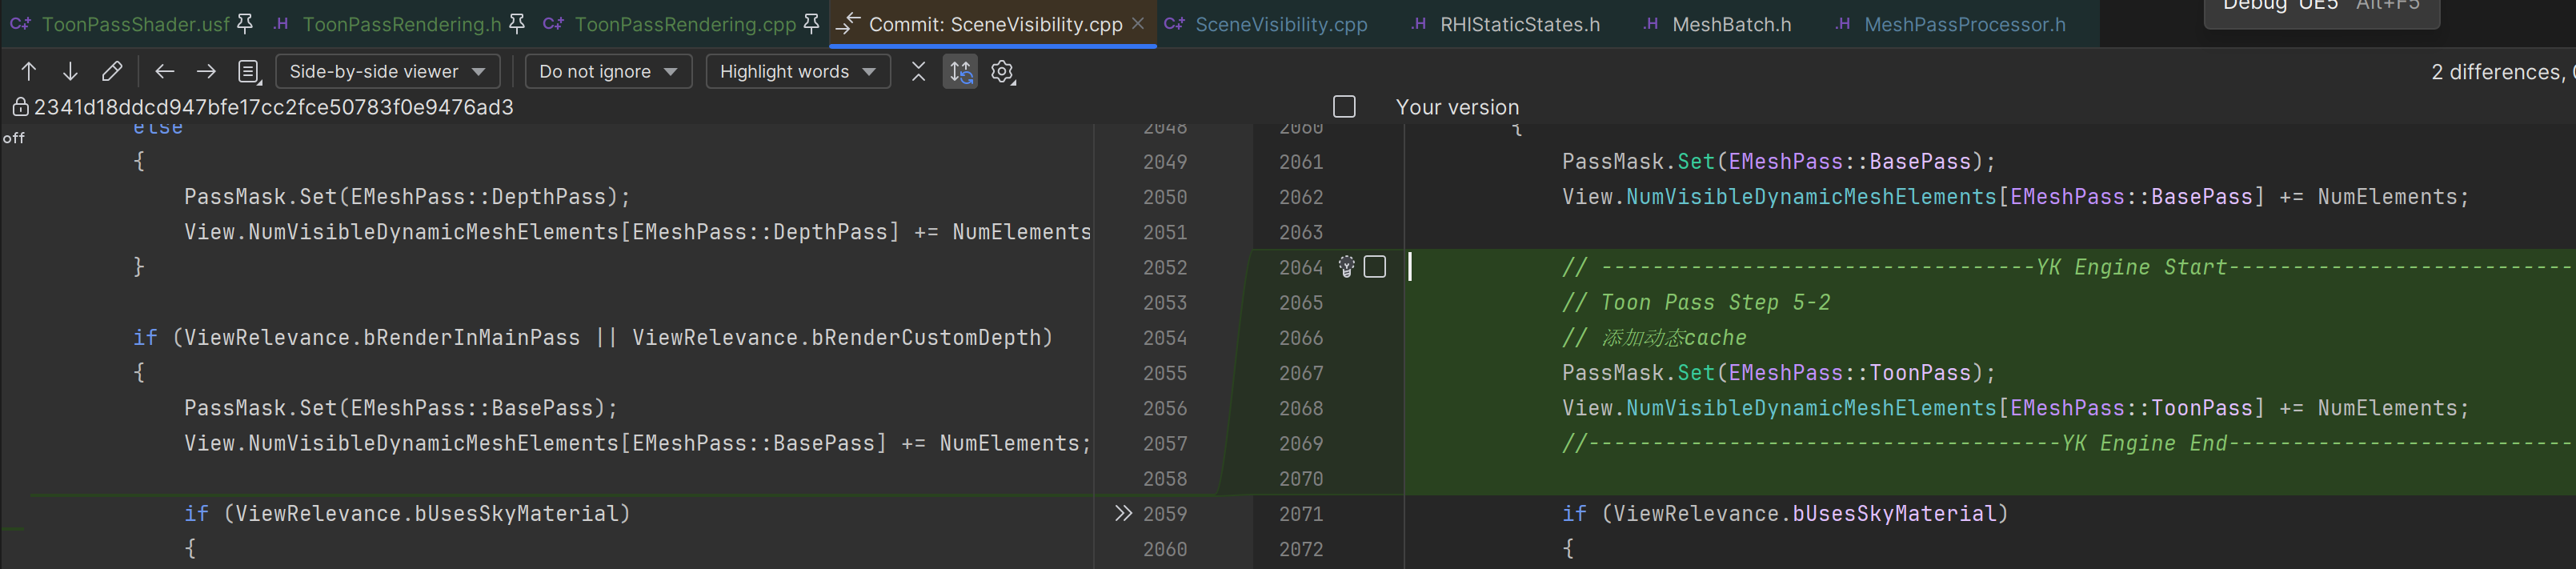 C+ ToonPassShader.usf .H ToonPassRendering.h C+ ToonPassRendering.cpp Commit: SceneVisibility.cpp C+ SceneVisibility.cpp .H RHIStaticStates.h .H MeshBatch.h .H MeshPassProcessor.h Debug UE5 Alt+F5
Side-by-side viewer Do not ignore Highlight words 2 differences,
2341d18ddcd947bfe17cc2fce50783f0e9476ad3 Your version
off
else 2048
{ 2049
PassMask.Set(EMeshPass::DepthPass); 2050
View.NumVisibleDynamicMeshElements[EMeshPass::DepthPass] += NumElements 2051
} 2052
2053
if (ViewRelevance.bRenderInMainPass || ViewRelevance.bRenderCustomDepth) 2054
{ 2055
PassMask.Set(EMeshPass::BasePass); 2056
View.NumVisibleDynamicMeshElements[EMeshPass::BasePass] += NumElements; 2057
2058
if (ViewRelevance.bUsesSkyMaterial) 2059
{ 2060
2060 {
2061 PassMask.Set(EMeshPass::BasePass);
2062 View.NumVisibleDynamicMeshElements[EMeshPass::BasePass] += NumElements;
2063
2064 // ----------------------------------YK Engine Start---------------------------
2065 // Toon Pass Step 5-2
2066 // 添加动态cache
2067 PassMask.Set(EMeshPass::ToonPass);
2068 View.NumVisibleDynamicMeshElements[EMeshPass::ToonPass] += NumElements;
2069 //-------------------------------------YK Engine End---------------------------
2070
2071 if (ViewRelevance.bUsesSkyMaterial)
2072 {